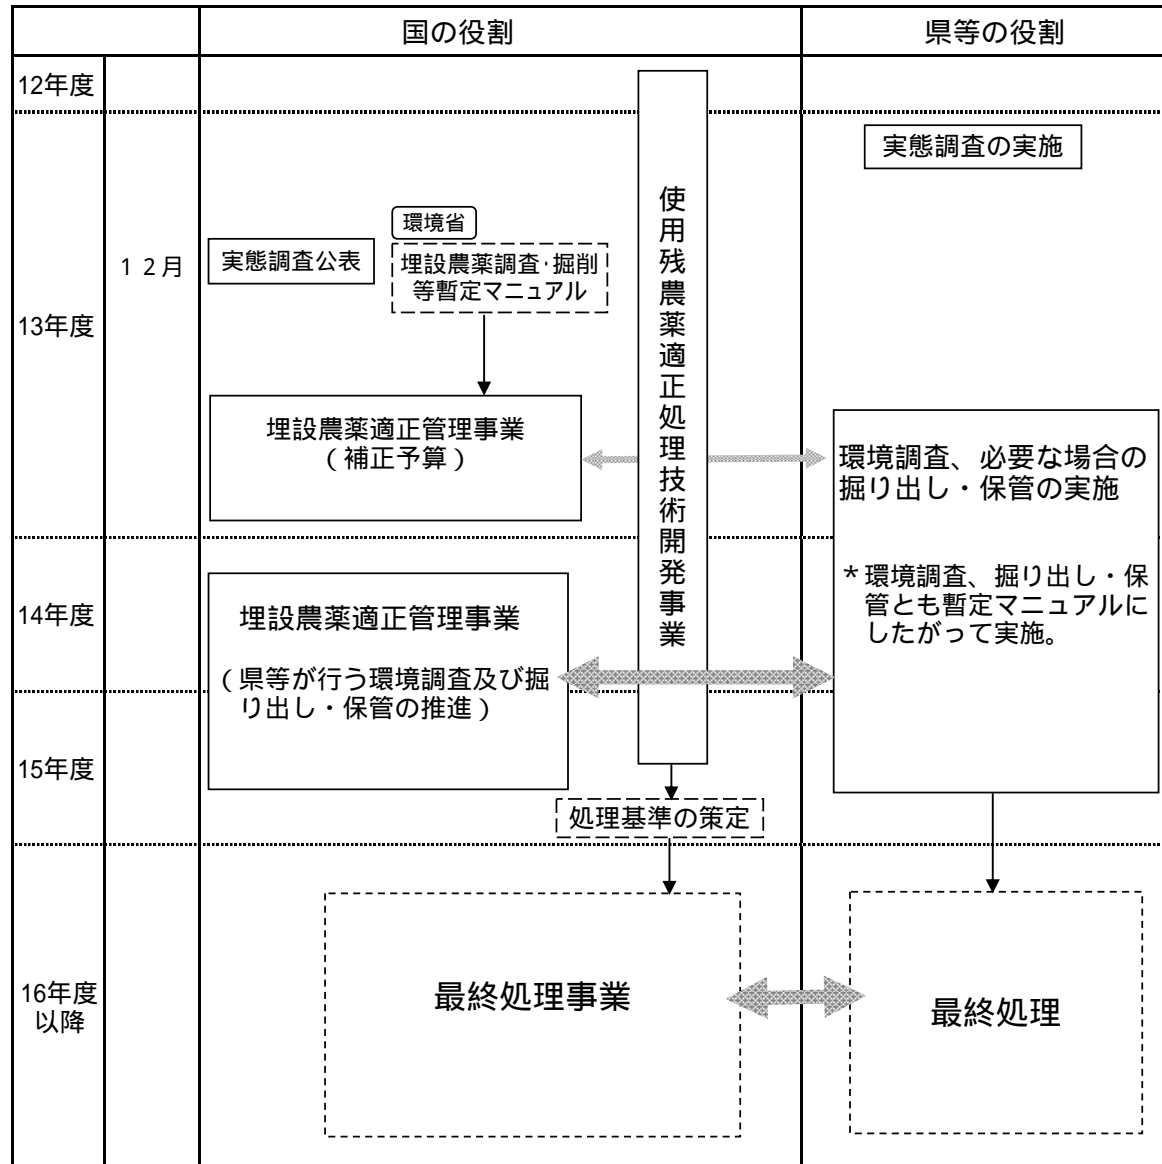 国の役割
県等の役割
12年度
実態調査の実施
13年度
１２月
実態調査公表
環境省
埋設農薬調査・掘削
等暫定マニュアル
使用残農薬適正処理技術開発事業
埋設農薬適正管理事業
（補正予算）
環境調査、必要な場合の
掘り出し・保管の実施
＊環境調査、掘り出し・保
管とも暫定マニュアルに
したがって実施。
14年度
埋設農薬適正管理事業
（県等が行う環境調査及び掘
り出し・保管の推進）
15年度
処理基準の策定
16年度
以降
最終処理事業
最終処理